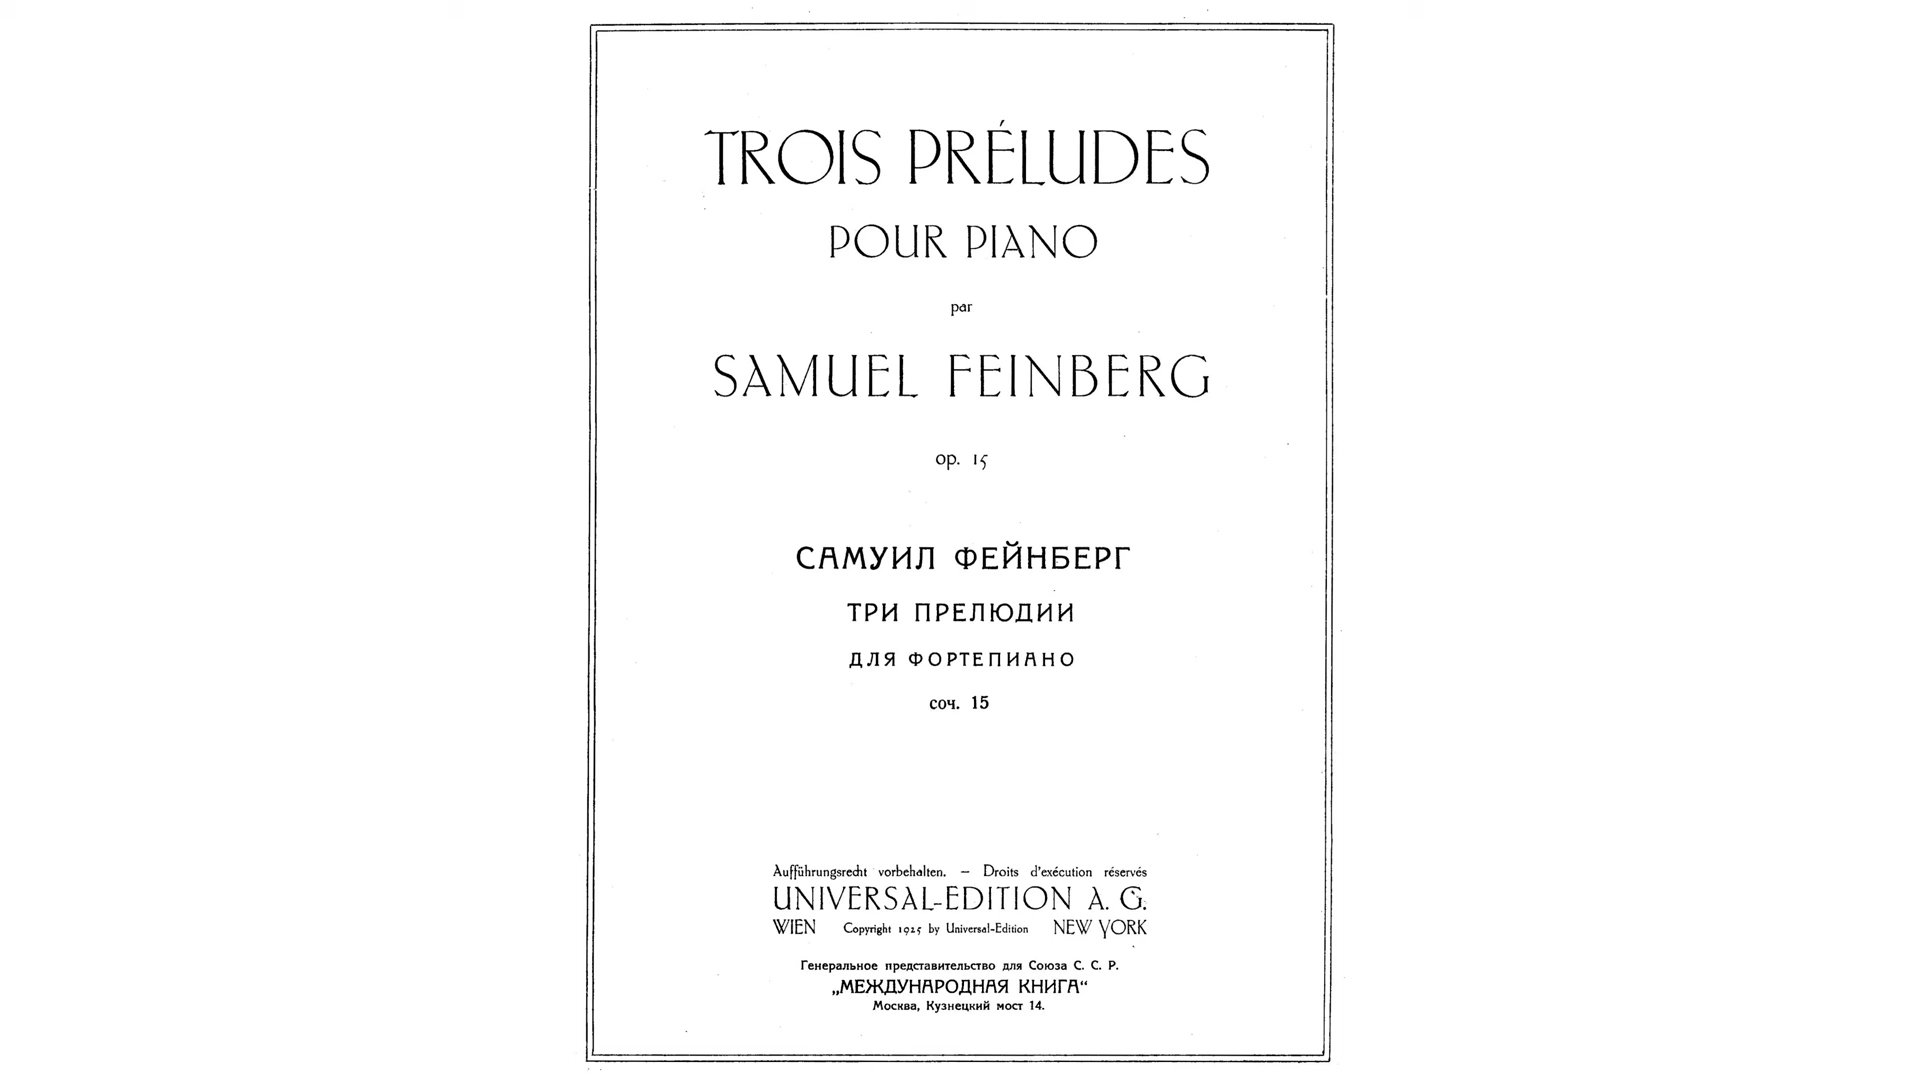 TROIS PRÉLUDES
POUR PIANO
par
SAMUEL FEINBERG
op. 15
САМУИЛ ФЕЙНБЕРГ
ТРИ ПРЕЛЮДИИ
ДЛЯ ФОРТЕПИАНО
соч. 15
Aufführungsrecht vorbehalten. — Droits d'exécution réservés
UNIVERSAL-EDITION A. G.
WIEN Copyright 1925 by Universal-Edition NEW YORK
Генеральное представительство для Союза С. С. Р.
„МЕЖДУНАРОДНАЯ КНИГА“
Москва, Кузнецкий мост 14.